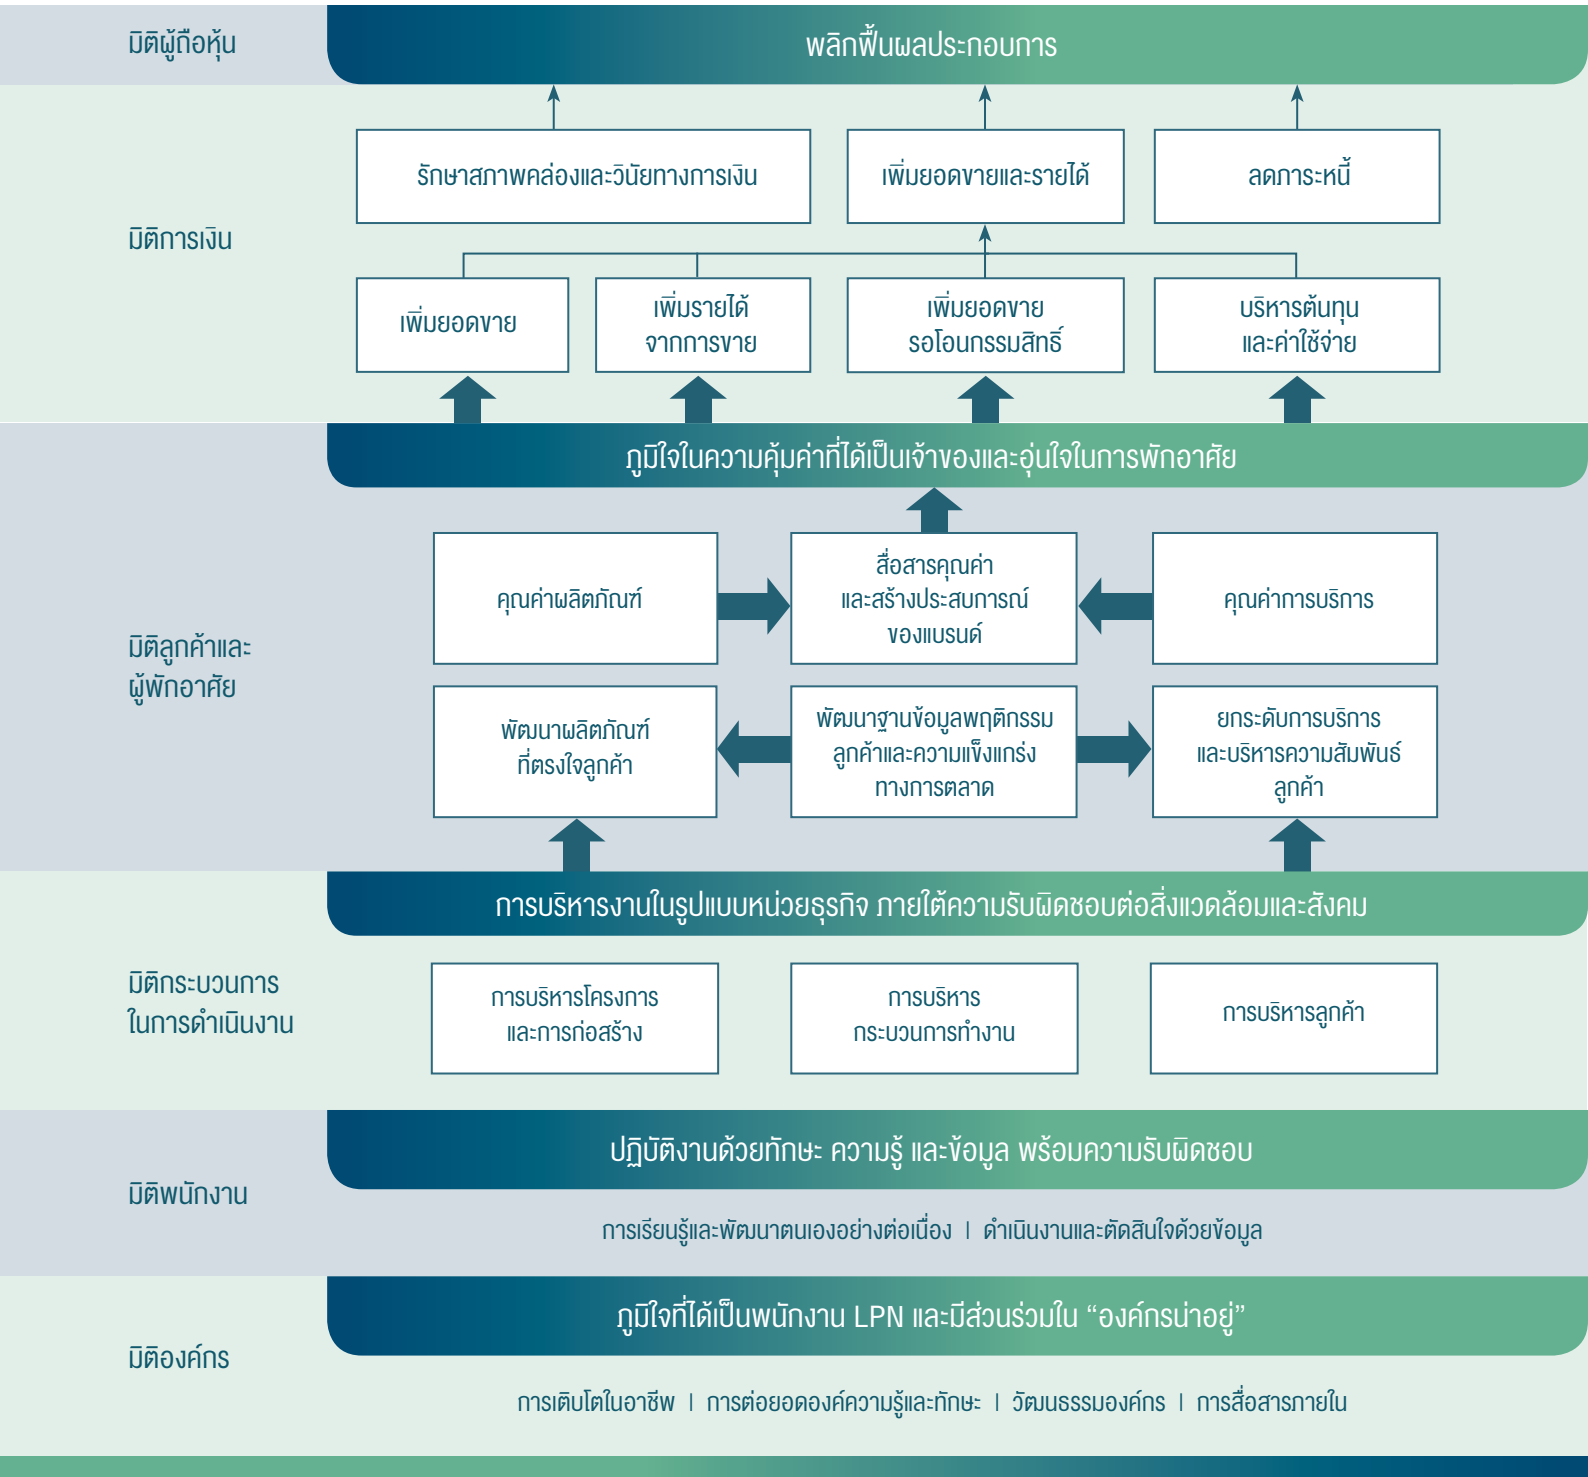 มิติผู้ถือหุ้น
พลิกฟื้นผลประกอบการ
มิติการเงิน
รักษาสภาพคล่องและวินัยทางการเงิน
เพิ่มยอดขายและรายได้
ลดภาระหนี้
เพิ่มยอดขาย
เพิ่มรายได้
จากการขาย
เพิ่มยอดขาย
รอโอนกรรมสิทธิ์
บริหารต้นทุน
และค่าใช้จ่าย
มิติลูกค้าและ
ผู้พักอาศัย
ภูมิใจในความคุ้มค่าที่ได้เป็นเจ้าของและอุ่นใจในการพักอาศัย
คุณค่าผลิตภัณฑ์
สื่อสารคุณค่า
และสร้างประสบการณ์
ของแบรนด์
คุณค่าการบริการ
พัฒนาผลิตภัณฑ์
ที่ตรงใจลูกค้า
พัฒนาฐานข้อมูลพฤติกรรม
ลูกค้าและความแข็งแกร่ง
ทางการตลาด
ยกระดับการบริการ
และบริหารความสัมพันธ์
ลูกค้า
มิติกระบวนการ
ในการดำเนินงาน
การบริหารงานในรูปแบบหน่วยธุรกิจ ภายใต้ความรับผิดชอบต่อสิ่งแวดล้อมและสังคม
การบริหารโครงการ
และการก่อสร้าง
การบริหาร
กระบวนการทำงาน
การบริหารลูกค้า
มิติพนักงาน
ปฏิบัติงานด้วยทักษะ ความรู้ และข้อมูล พร้อมความรับผิดชอบ
การเรียนรู้และพัฒนาตนเองอย่างต่อเนื่อง | ดำเนินงานและตัดสินใจด้วยข้อมูล
มิติองค์กร
ภูมิใจที่ได้เป็นพนักงาน LPN และมีส่วนร่วมใน “องค์กรน่าอยู่”
การเติบโตในอาชีพ | การต่อยอดองค์ความรู้และทักษะ | วัฒนธรรมองค์กร | การสื่อสารภายใน